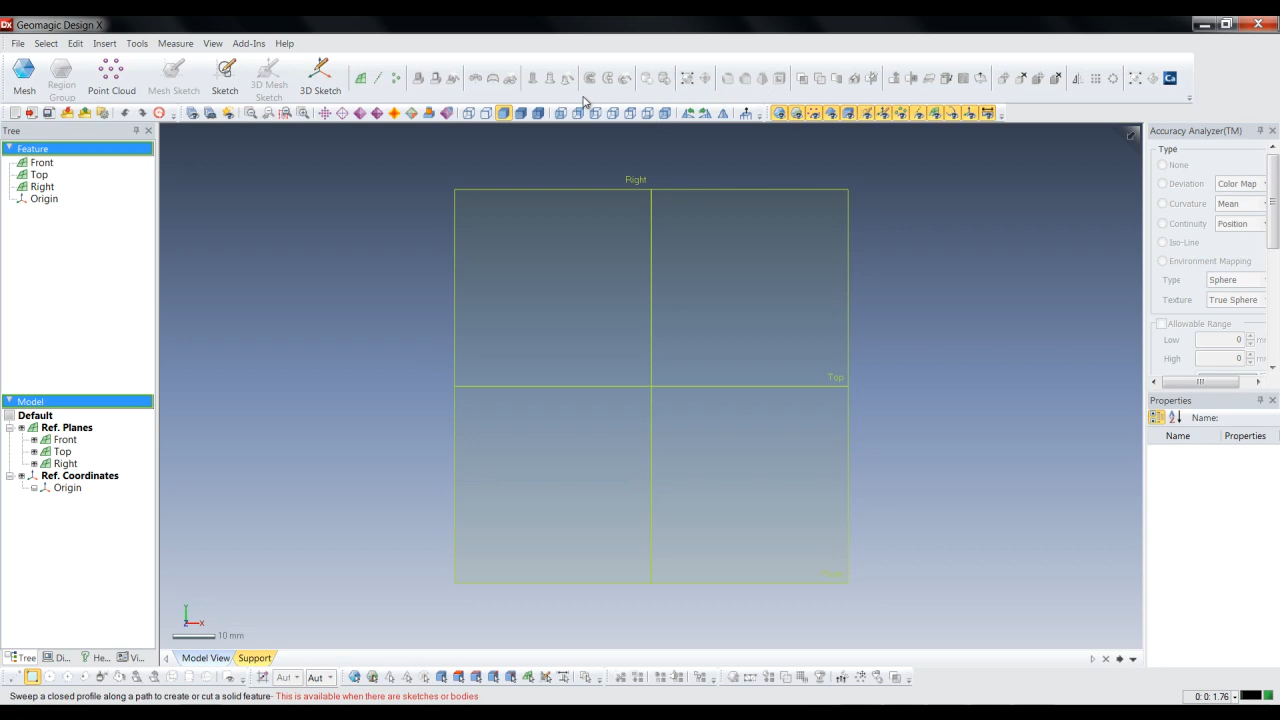 Geomagic Design X
File Select Edit Insert Tools Measure View Add-Ins Help
Mesh Region Group Point Cloud Mesh Sketch Sketch 3D Mesh Sketch 3D Sketch
Tree
Feature
Front
Top
Right
Origin
Model
Default
Ref. Planes
Front
Top
Right
Ref. Coordinates
Origin
Right
Top
Y
X
10 mm
Accuracy Analyzer(TM)
Type
None
Deviation Color Map
Curvature Mean
Continuity Position
Iso-Line
Environment Mapping
Type Sphere
Texture True Sphere
Allowable Range
Low 0
High 0
Properties
Name:
Name Properties
Tree Di... He... Vi...
Model View Support
Aut Aut
Sweep a closed profile along a path to create or cut a solid feature- This is available when there are sketches or bodies
0: 0: 1.76